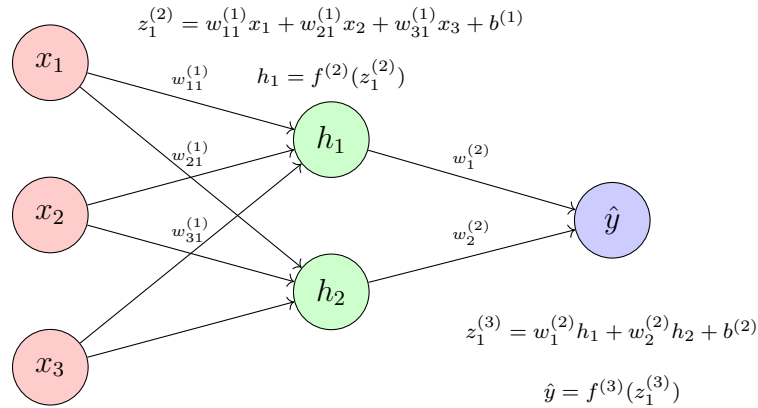 z_1^{(2)} = w_{11}^{(1)}x_1 + w_{21}^{(1)}x_2 + w_{31}^{(1)}x_3 + b^{(1)}
x_1
w_{11}^{(1)}
h_1 = f^{(2)}(z_1^{(2)})
h_1
w_{21}^{(1)}
w_1^{(2)}
x_2
w_{31}^{(1)}
ŷ
w_2^{(2)}
h_2
z_1^{(3)} = w_1^{(2)}h_1 + w_2^{(2)}h_2 + b^{(2)}
x_3
ŷ = f^{(3)}(z_1^{(3)})